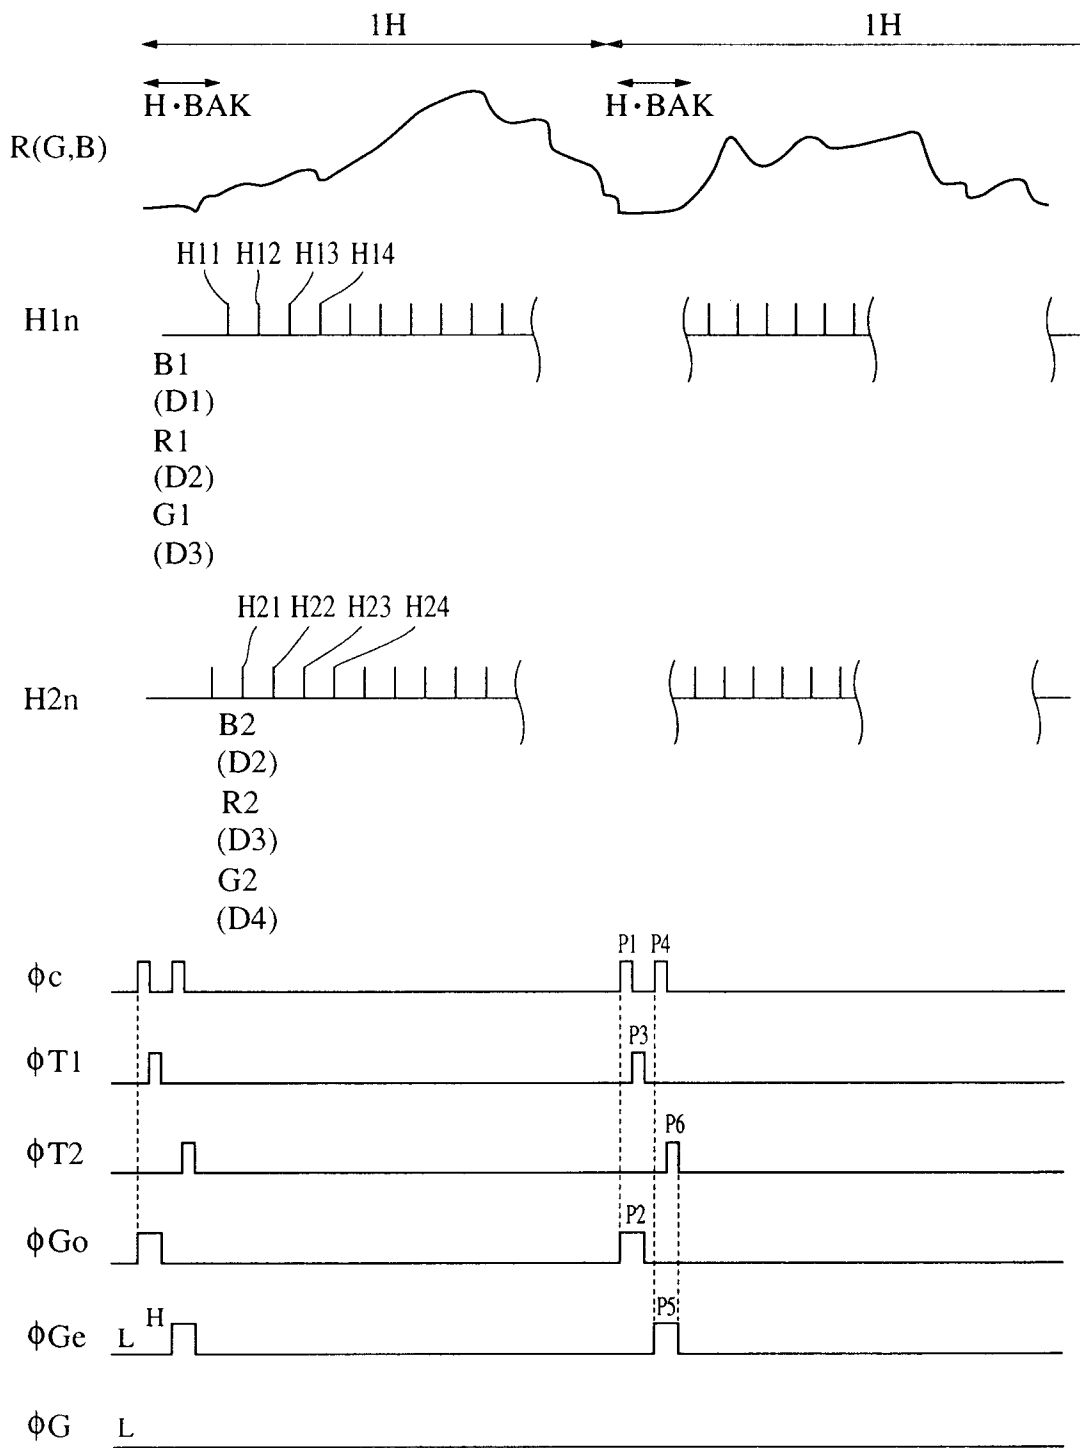 1H 1H
H·BAK H·BAK
R(G,B)
H11 H12 H13 H14
H1n
B1
(D1)
R1
(D2)
G1
(D3)
H21 H22 H23 H24
H2n
B2
(D2)
R2
(D3)
G2
(D4)
P1 P4
ϕc
P3
ϕT1
P6
ϕT2
P2
ϕGo
H P5
ϕGe L
ϕG L